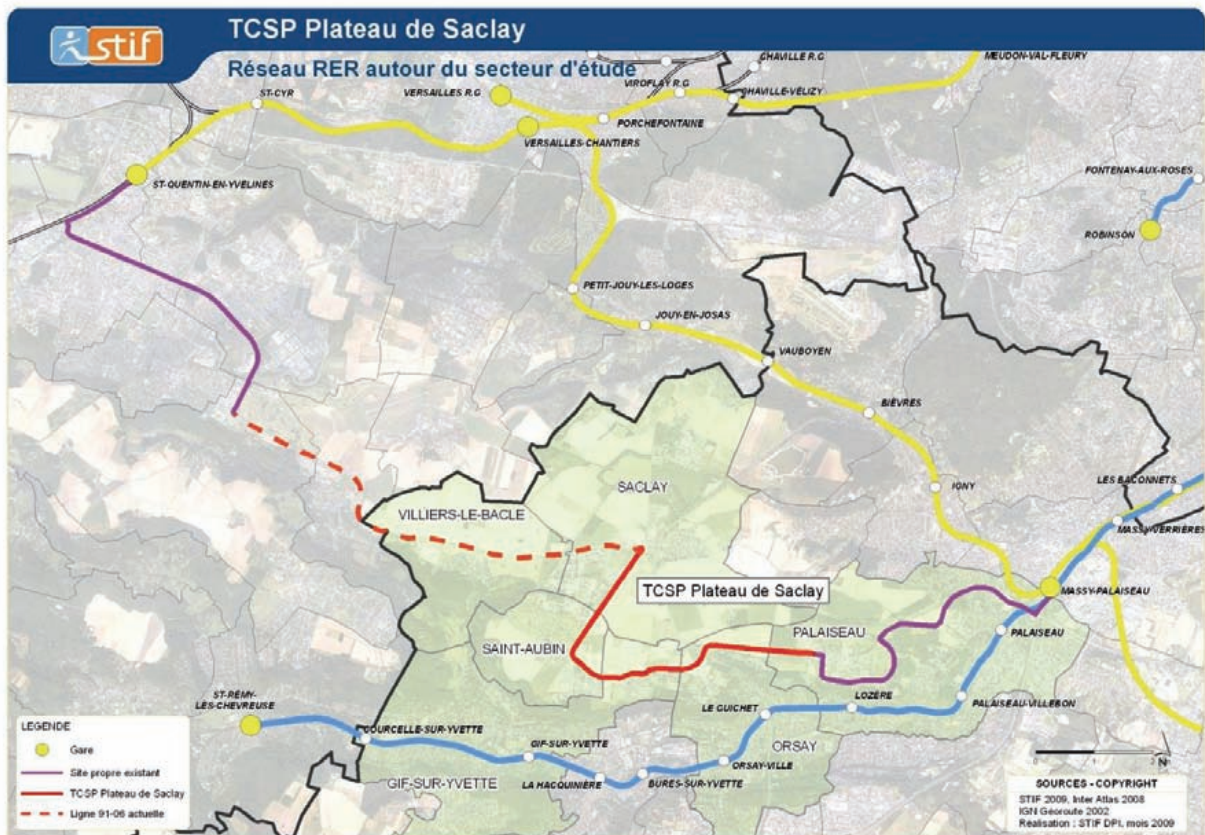 stif
TCSP Plateau de Saclay
Réseau RER autour du secteur d'étude
MEUDON-VAL-FLEURY
CHAVILLE R.G
VIROFLAY R.G
CHAVILLE-VÉLIZY
VERSAILLES R.G
ST-CYR
PORCHEFONTAINE
VERSAILLES-CHANTIERS
ST-QUENTIN-EN-YVELINES
FONTENAY-AUX-ROSES
ROBINSON
PETIT-JOUY-LES-LOGES
JOUY-EN-JOSAS
VAUBOYEN
BIÈVRES
IGNY
LES BACONNETS
MASSY-VERRIÈRES
SACLAY
VILLIERS-LE-BACLE
TCSP Plateau de Saclay
MASSY-PALAISEAU
PALAISEAU
PALAISEAU
SAINT-AUBIN
ST-RÉMY-
LES-CHEVREUSE
LOZÈRE
PALAISEAU-VILLEBON
LE GUICHET
COURCELLE-SUR-YVETTE
GIF-SUR-YVETTE
ORSAY
ORSAY-VILLE
GIF-SUR-YVETTE
LA HACQUINIÈRE
BURES-SUR-YVETTE
LEGENDE
Gare
Site propre existant
TCSP Plateau de Saclay
Ligne 91-06 actuelle
0 1 2
N
SOURCES - COPYRIGHT
STIF 2009, Inter Atlas 2008
IGN Géoroute 2002
Réalisation : STIF DPI, mois 2009